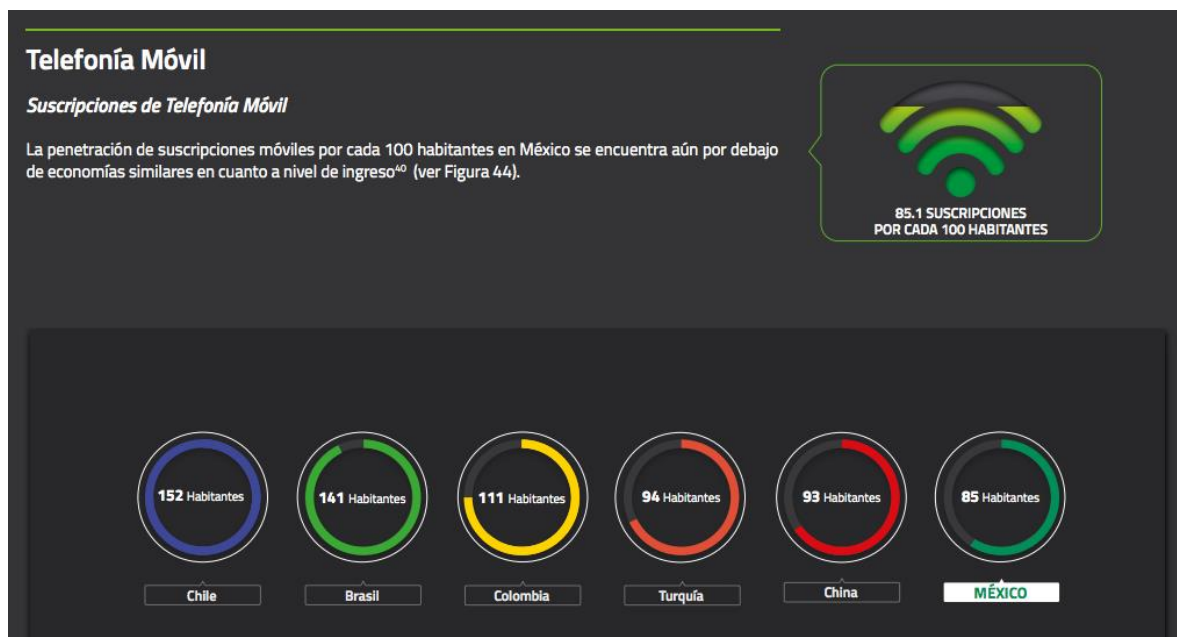 Telefonía Móvil
Suscripciones de Telefonía Móvil
La penetración de suscripciones móviles por cada 100 habitantes en México se encuentra aún por debajo
de economías similares en cuanto a nivel de ingreso⁴⁰ (ver Figura 44).
85.1 SUSCRIPCIONES
POR CADA 100 HABITANTES
152 Habitantes
141 Habitantes
111 Habitantes
94 Habitantes
93 Habitantes
85 Habitantes
Chile
Brasil
Colombia
Turquía
China
MÉXICO